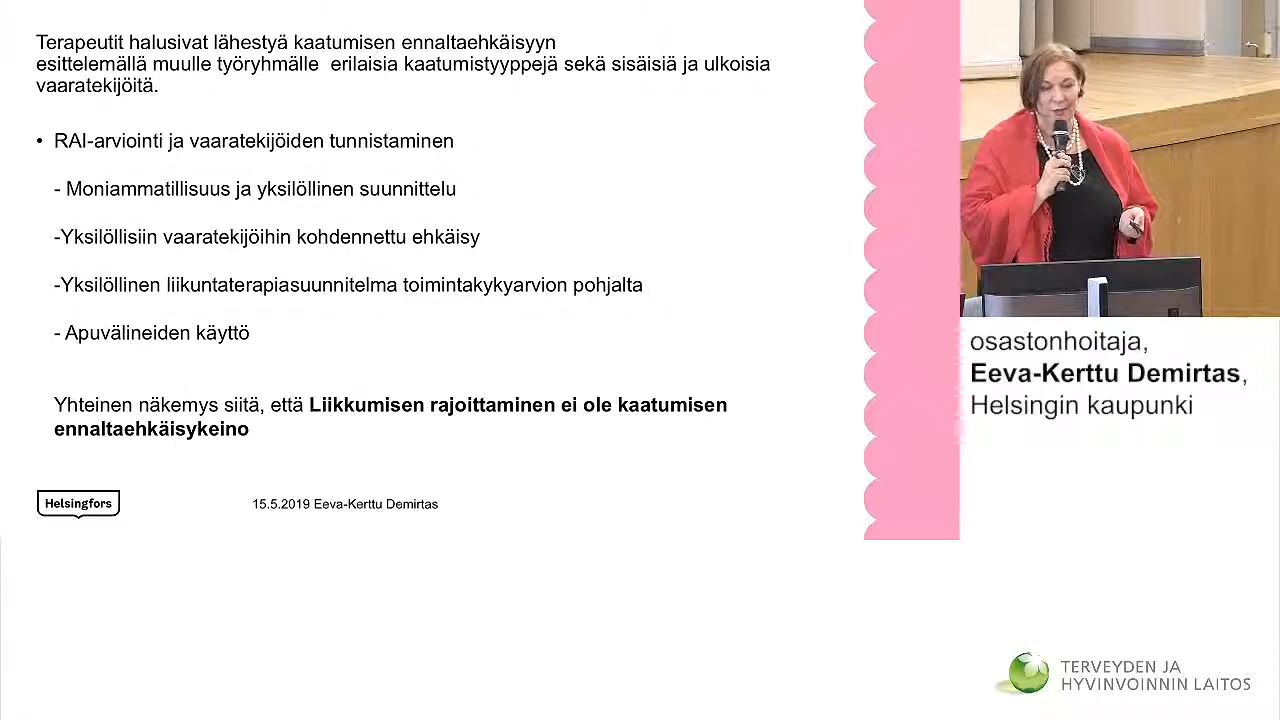 Terapeutit halusivat lähestyä kaatumisen ennaltaehkäisyyn
esittelemällä muulle työryhmälle  erilaisia kaatumistyyppejä sekä sisäisiä ja ulkoisia
vaaratekijöitä.
• RAI-arviointi ja vaaratekijöiden tunnistaminen
- Moniammatillisuus ja yksilöllinen suunnittelu
-Yksilöllisiin vaaratekijöihin kohdennettu ehkäisy
-Yksilöllinen liikuntaterapiasuunnitelma toimintakykyarvion pohjalta
- Apuvälineiden käyttö
Yhteinen näkemys siitä, että Liikkumisen rajoittaminen ei ole kaatumisen
ennaltaehkäisykeino
Helsingfors
15.5.2019 Eeva-Kerttu Demirtas
osastonhoitaja,
Eeva-Kerttu Demirtas,
Helsingin kaupunki
TERVEYDEN JA
HYVINVOINNIN LAITOS